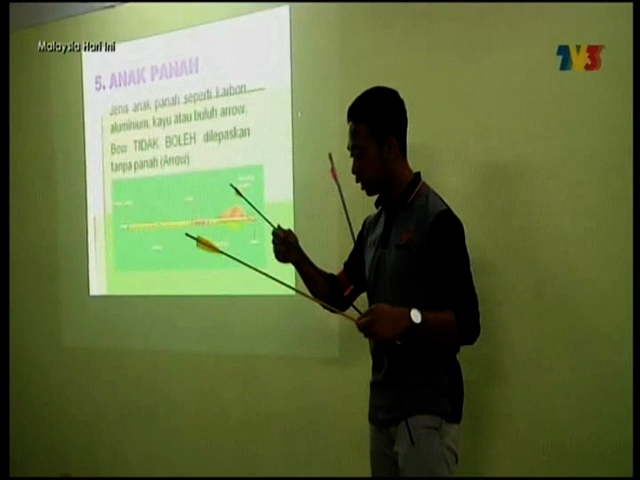 Malaysia Hari Ini
TV3
5. ANAK PANAH
Jenis anak panah seperti karbon,
aluminium, kayu atau buluh arrow.
Bow TIDAK BOLEH dilepaskan
tanpa panah (Arrow)